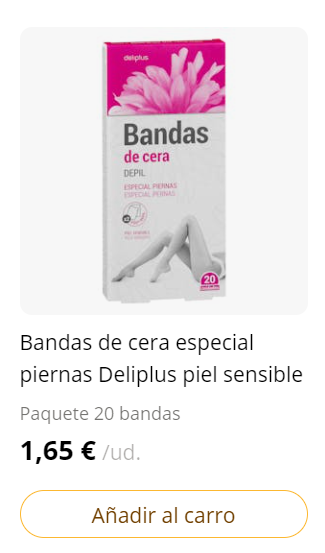 deliplus
Bandas
de cera
DEPIL
ESPECIAL PIERNAS
ESPECIAL PERNAS
20
Bandas de cera especial
piernas Deliplus piel sensible
Paquete 20 bandas
1,65 € /ud.
Añadir al carro